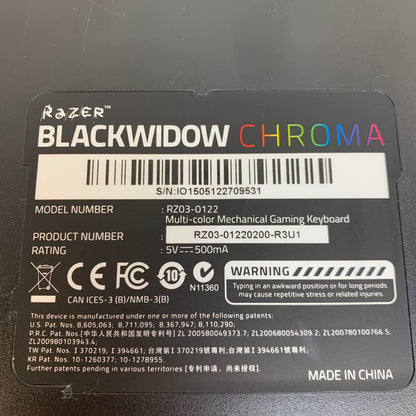 RAZER™
BLACKWIDOW CHROMA
S/N:IO1505122709531
MODEL NUMBER : RZ03-0122
Multi-color Mechanical Gaming Keyboard
PRODUCT NUMBER : RZ03-01220200-R3U1
RATING : 5V⎓500mA
CE FC 10 N11360
CAN ICES-3 (B)/NMB-3(B)
WARNING
Typing in an awkward position or for long periods
may cause repetitive stress or related injuries.
This device is manufactured under one or more of the following patents:
U.S. Pat. Nos. 8,605,063; 8,711,095; 8,367,947; 8,110,290;
P.R.C. Pat. Nos [中华人民共和国] ZL 200580049373.7; ZL200680054309.2; ZL200780100766.5,
ZL200980103943.4;
TW Pat. Nos. I 370219; I 394661; 台灣第I 370219號專利; 台灣第I 394661號專利;
KR Pat. Nos. 10-1260377; 10-1278955.
Further patents pending in various territories [专利申请，尚未授权].
MADE IN CHINA